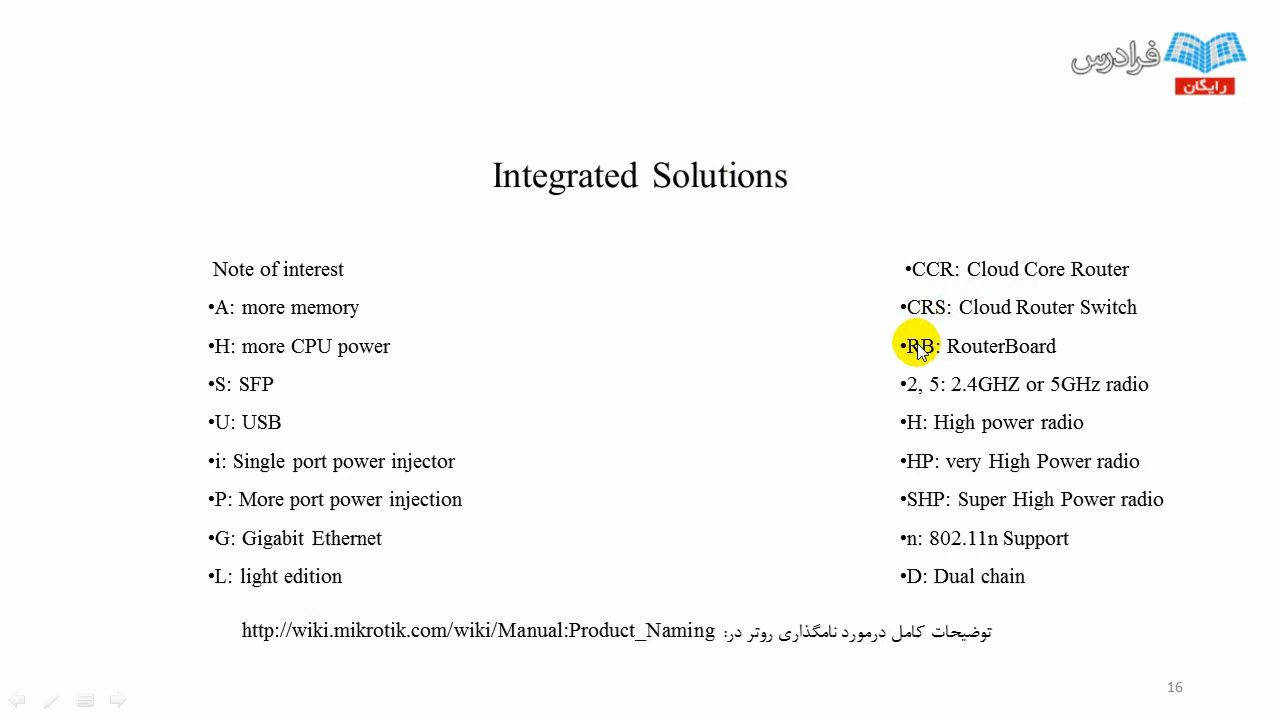 فرادرس
رایگان
Integrated Solutions
Note of interest
•A: more memory
•H: more CPU power
•S: SFP
•U: USB
•i: Single port power injector
•P: More port power injection
•G: Gigabit Ethernet
•L: light edition
•CCR: Cloud Core Router
•CRS: Cloud Router Switch
•RB: RouterBoard
•2, 5: 2.4GHZ or 5GHz radio
•H: High power radio
•HP: very High Power radio
•SHP: Super High Power radio
•n: 802.11n Support
•D: Dual chain
توضیحات کامل درمورد نامگذاری روتر در: http://wiki.mikrotik.com/wiki/Manual:Product_Naming
16